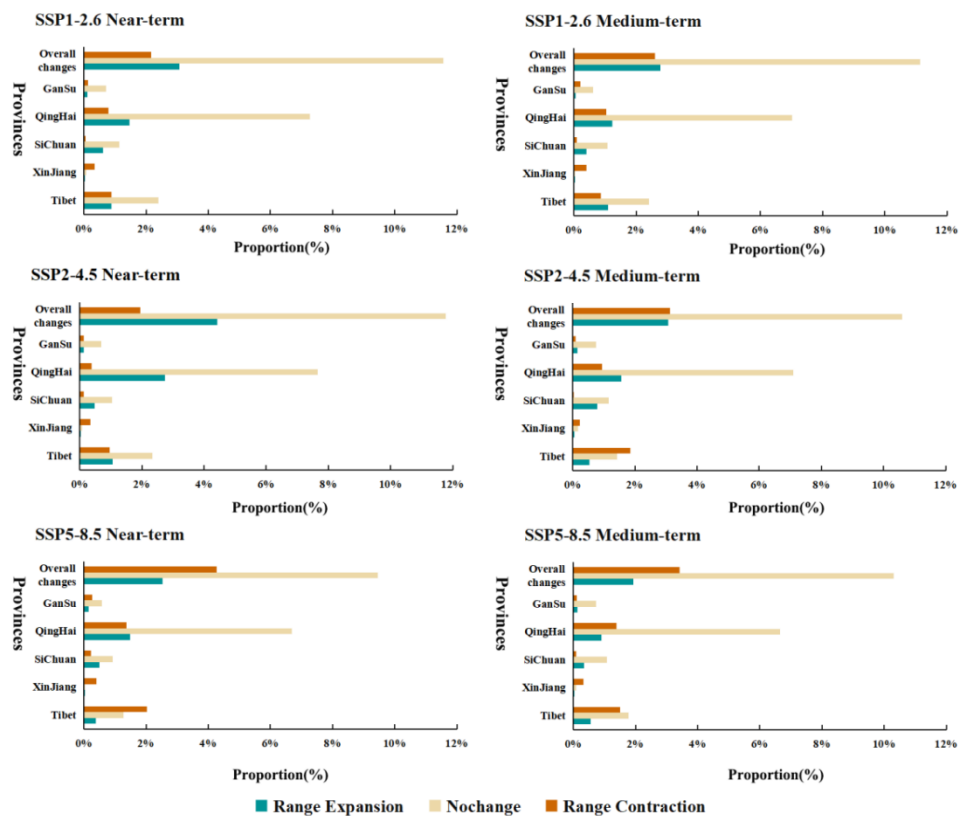 SSP1-2.6 Near-term
Provinces
Overall
changes
GanSu
QingHai
SiChuan
XinJiang
Tibet
0% 2% 4% 6% 8% 10% 12%
Proportion(%)
SSP1-2.6 Medium-term
Provinces
Overall
changes
GanSu
QingHai
SiChuan
XinJiang
Tibet
0% 2% 4% 6% 8% 10% 12%
Proportion(%)
SSP2-4.5 Near-term
Provinces
Overall
changes
GanSu
QingHai
SiChuan
XinJiang
Tibet
0% 2% 4% 6% 8% 10% 12%
Proportion(%)
SSP2-4.5 Medium-term
Provinces
Overall
changes
GanSu
QingHai
SiChuan
XinJiang
Tibet
0% 2% 4% 6% 8% 10% 12%
Proportion(%)
SSP5-8.5 Near-term
Provinces
Overall
changes
GanSu
QingHai
SiChuan
XinJiang
Tibet
0% 2% 4% 6% 8% 10% 12%
Proportion(%)
SSP5-8.5 Medium-term
Provinces
Overall
changes
GanSu
QingHai
SiChuan
XinJiang
Tibet
0% 2% 4% 6% 8% 10% 12%
Proportion(%)
Range Expansion Nochange Range Contraction